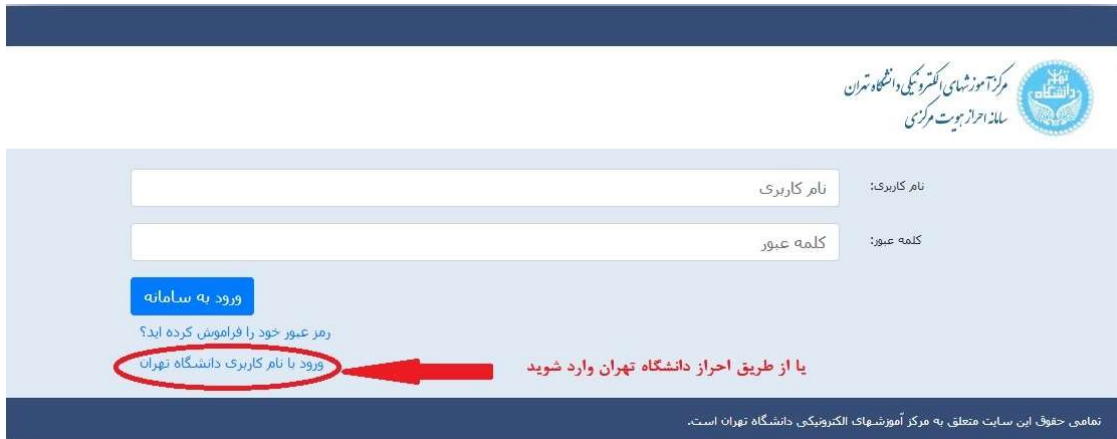 مرکز آموزشهای الکترونیکی دانشگاه تهران
سامانه احراز هویت مرکزی
نام کاربری:
نام کاربری
کلمه عبور:
کلمه عبور
ورود به سامانه
رمز عبور خود را فراموش کرده اید؟
ورود با نام کاربری دانشگاه تهران
یا از طریق احراز دانشگاه تهران وارد شوید
تمامی حقوق این سایت متعلق به مرکز آموزشهای الکترونیکی دانشگاه تهران است.